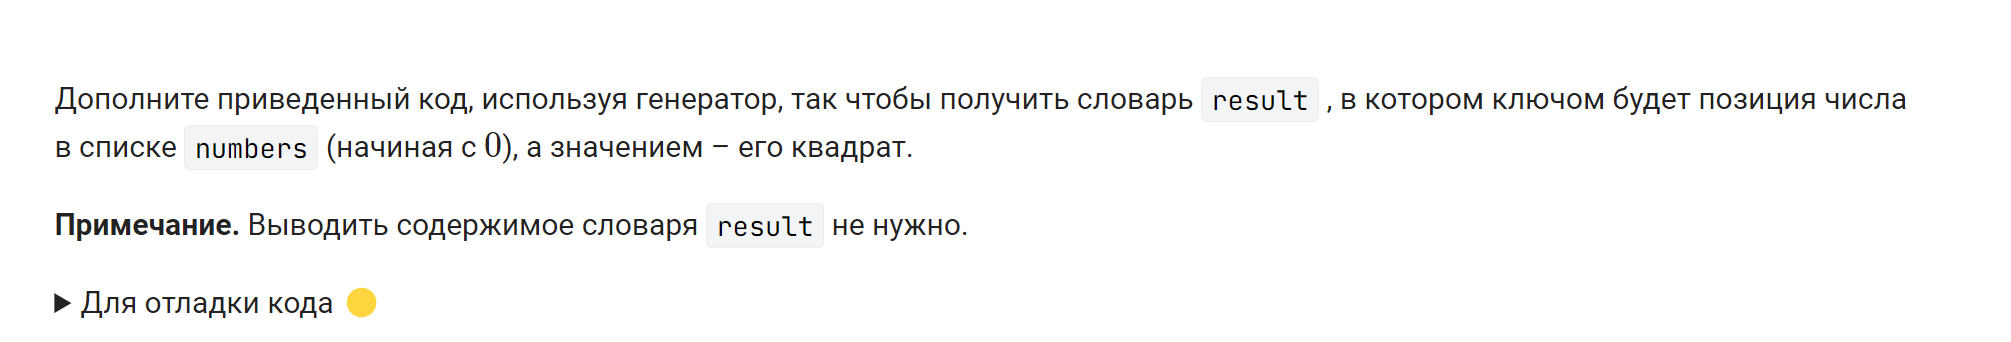 Дополните приведенный код, используя генератор, так чтобы получить словарь result , в котором ключом будет позиция числа
в списке numbers (начиная с 0), а значением – его квадрат.
Примечание. Выводить содержимое словаря result не нужно.
Для отладки кода